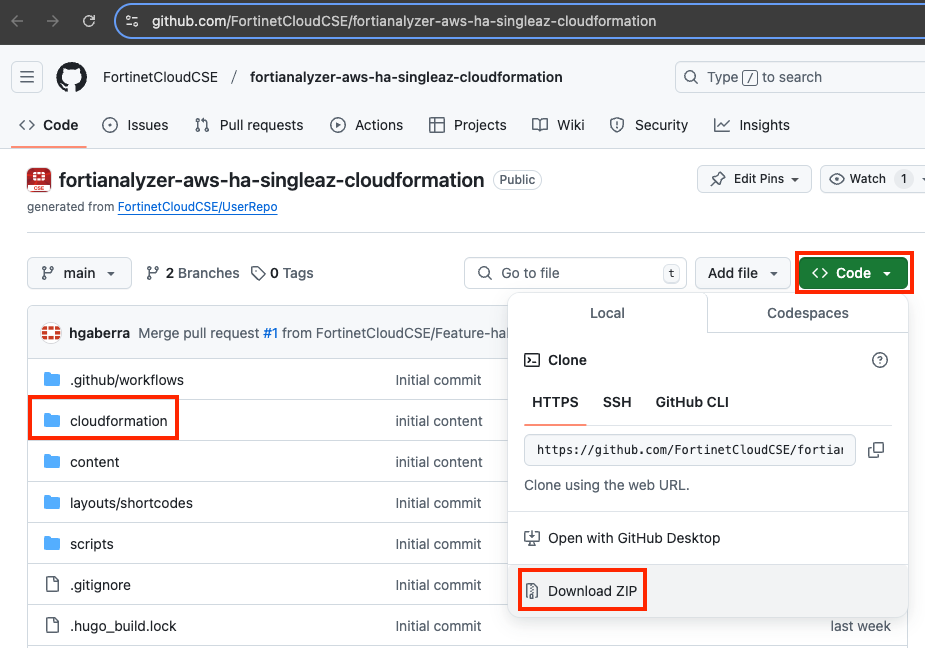 github.com/FortinetCloudCSE/fortianalyzer-aws-ha-singleaz-cloudformation
FortinetCloudCSE / fortianalyzer-aws-ha-singleaz-cloudformation
Type / to search
Code Issues Pull requests Actions Projects Wiki Security Insights
CSE
fortianalyzer-aws-ha-singleaz-cloudformation Public
Edit Pins Watch 1
generated from FortinetCloudCSE/UserRepo
main 2 Branches 0 Tags Go to file t Add file <> Code
Local Codespaces
hgaberra Merge pull request #1 from FortinetCloudCSE/Feature-hal
Clone
.github/workflows Initial commit
HTTPS SSH GitHub CLI
cloudformation initial content
https://github.com/FortinetCloudCSE/fortian
content initial content
Clone using the web URL.
layouts/shortcodes Initial commit
Open with GitHub Desktop
scripts Initial commit
.gitignore Initial commit
Download ZIP
.hugo_build.lock Initial commit last week